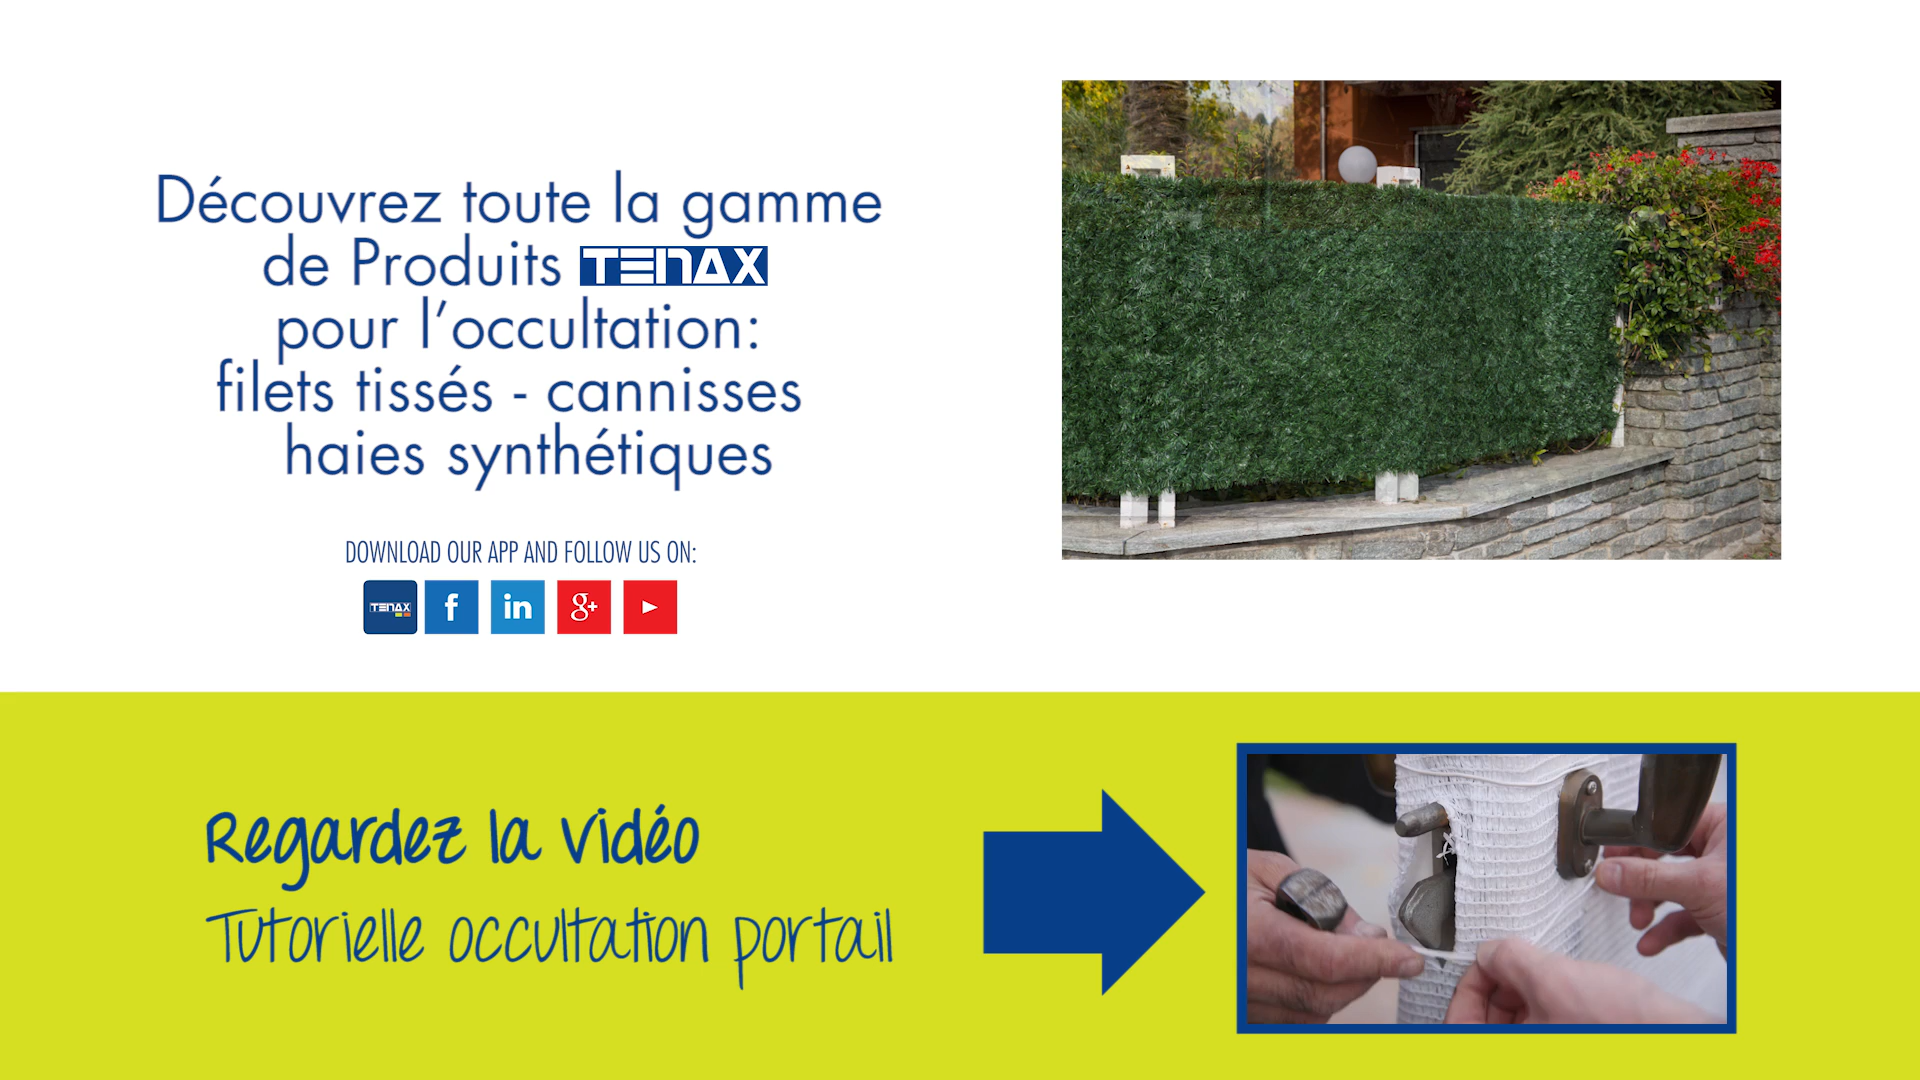 Découvrez toute la gamme
de Produits TENAX
pour l’occultation:
filets tissés - cannisses
haies synthétiques
DOWNLOAD OUR APP AND FOLLOW US ON:
TENAX f in g+
Regardez la vidéo
Tutorielle occultation portail